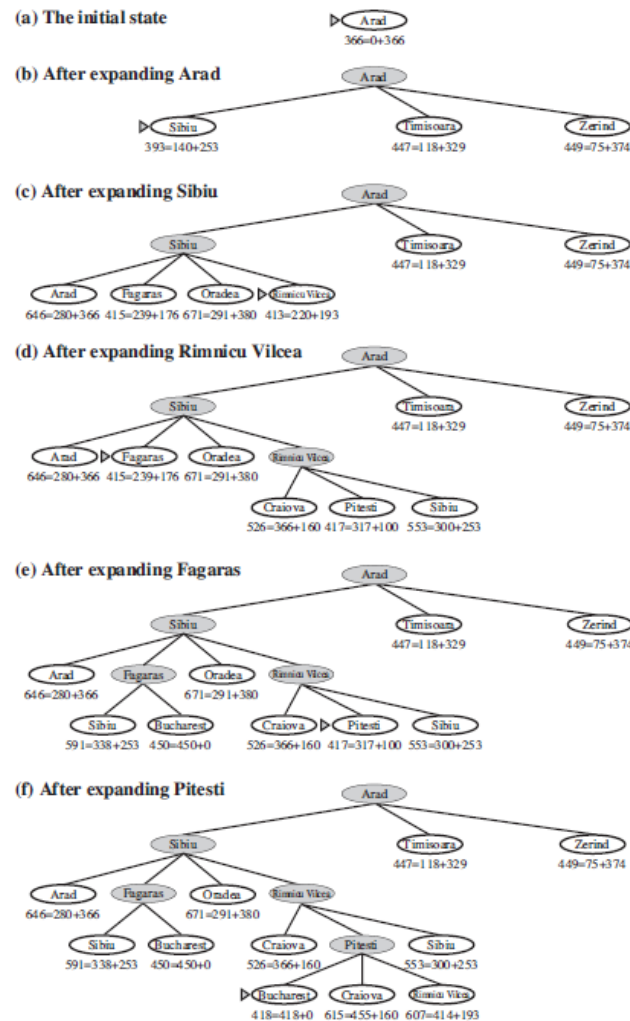 (a) The initial state
Arad
366=0+366
(b) After expanding Arad
Arad
Sibiu Timisoara Zerind
393=140+253 447=118+329 449=75+374
(c) After expanding Sibiu
Arad
Sibiu Timisoara Zerind
447=118+329 449=75+374
Arad Fagaras Oradea Rimnicu Vilcea
646=280+366 415=239+176 671=291+380 413=220+193
(d) After expanding Rimnicu Vilcea
Arad
Sibiu Timisoara Zerind
447=118+329 449=75+374
Arad Fagaras Oradea Rimnicu Vilcea
646=280+366 415=239+176 671=291+380
Craiova Pitesti Sibiu
526=366+160 417=317+100 553=300+253
(e) After expanding Fagaras
Arad
Sibiu Timisoara Zerind
447=118+329 449=75+374
Arad Fagaras Oradea Rimnicu Vilcea
646=280+366 671=291+380
Sibiu Bucharest Craiova Pitesti Sibiu
591=338+253 450=450+0 526=366+160 417=317+100 553=300+253
(f) After expanding Pitesti
Arad
Sibiu Timisoara Zerind
447=118+329 449=75+374
Arad Fagaras Oradea Rimnicu Vilcea
646=280+366 671=291+380
Sibiu Bucharest Craiova Pitesti Sibiu
591=338+253 450=450+0 526=366+160 553=300+253
Bucharest Craiova Rimnicu Vilcea
418=418+0 615=455+160 607=414+193